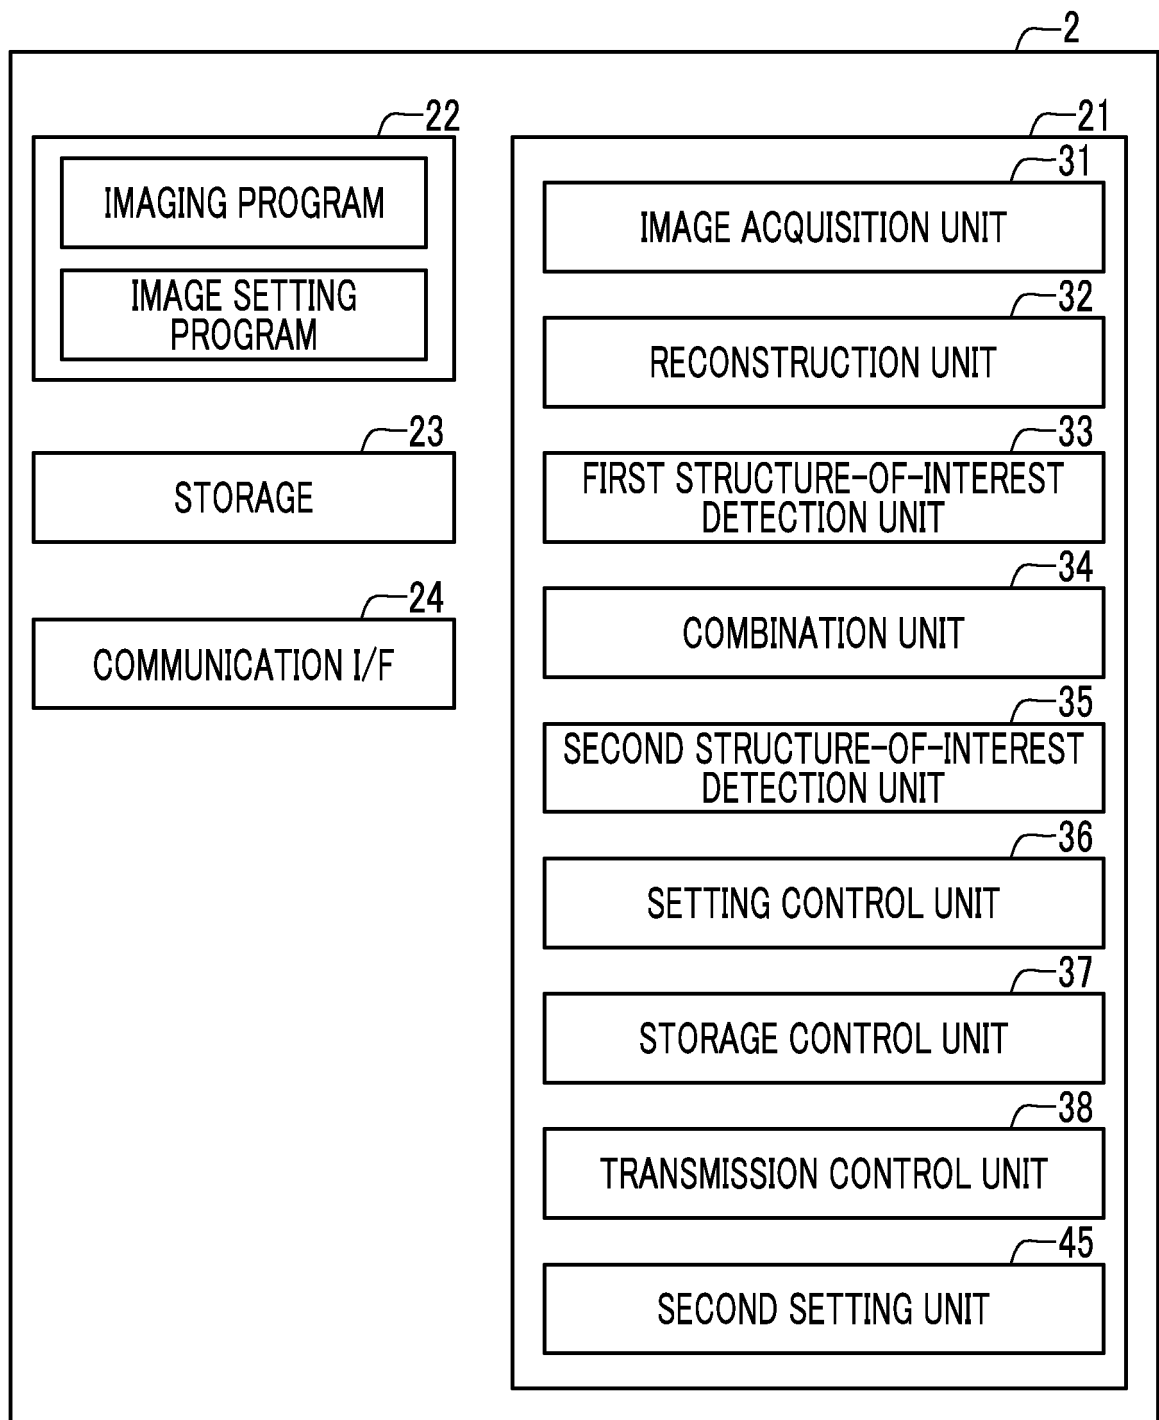 2
22
IMAGING PROGRAM
IMAGE SETTING
PROGRAM
23
STORAGE
24
COMMUNICATION I/F
21
31
IMAGE ACQUISITION UNIT
32
RECONSTRUCTION UNIT
33
FIRST STRUCTURE-OF-INTEREST
DETECTION UNIT
34
COMBINATION UNIT
35
SECOND STRUCTURE-OF-INTEREST
DETECTION UNIT
36
SETTING CONTROL UNIT
37
STORAGE CONTROL UNIT
38
TRANSMISSION CONTROL UNIT
45
SECOND SETTING UNIT